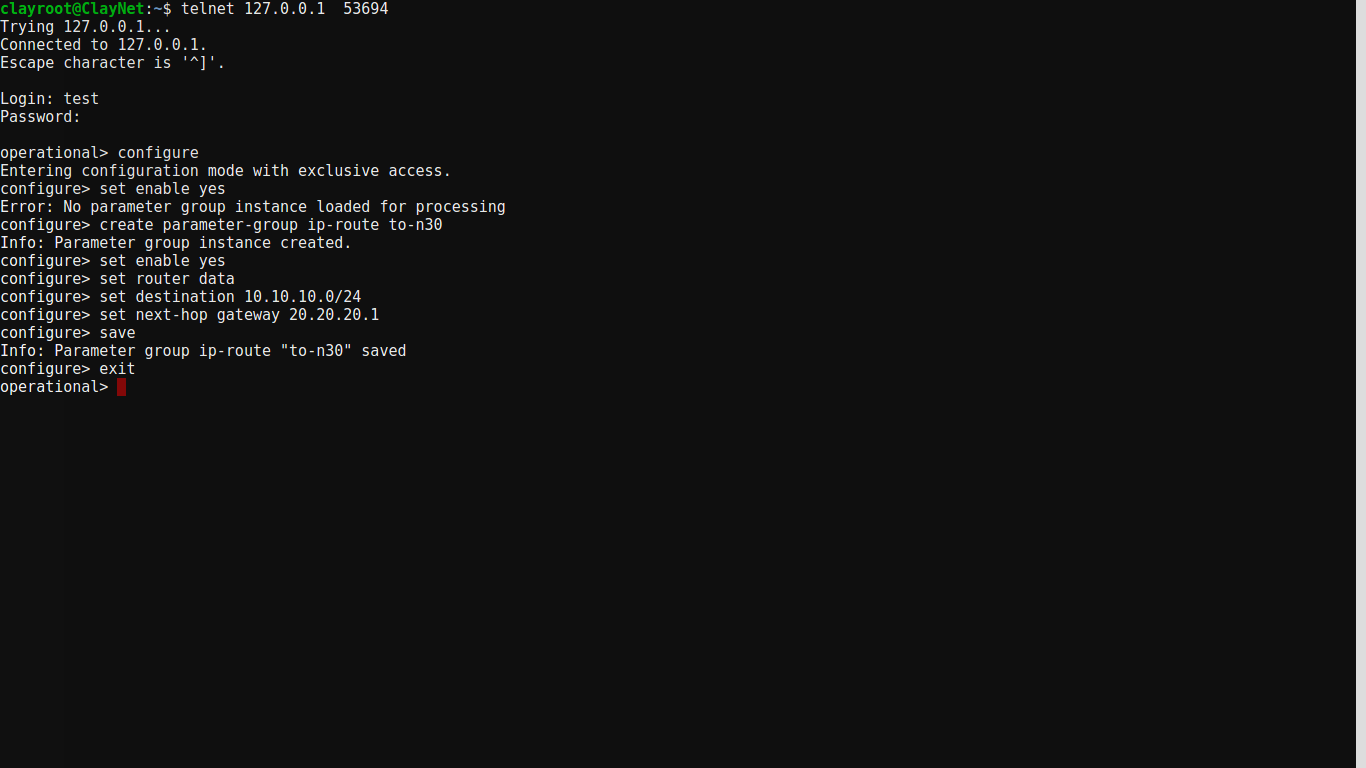 clayroot@ClayNet:~$ telnet 127.0.0.1  53694
Trying 127.0.0.1...
Connected to 127.0.0.1.
Escape character is '^]'.
Login: test
Password:
operational> configure
Entering configuration mode with exclusive access.
configure> set enable yes
Error: No parameter group instance loaded for processing
configure> create parameter-group ip-route to-n30
Info: Parameter group instance created.
configure> set enable yes
configure> set router data
configure> set destination 10.10.10.0/24
configure> set next-hop gateway 20.20.20.1
configure> save
Info: Parameter group ip-route "to-n30" saved
configure> exit
operational>